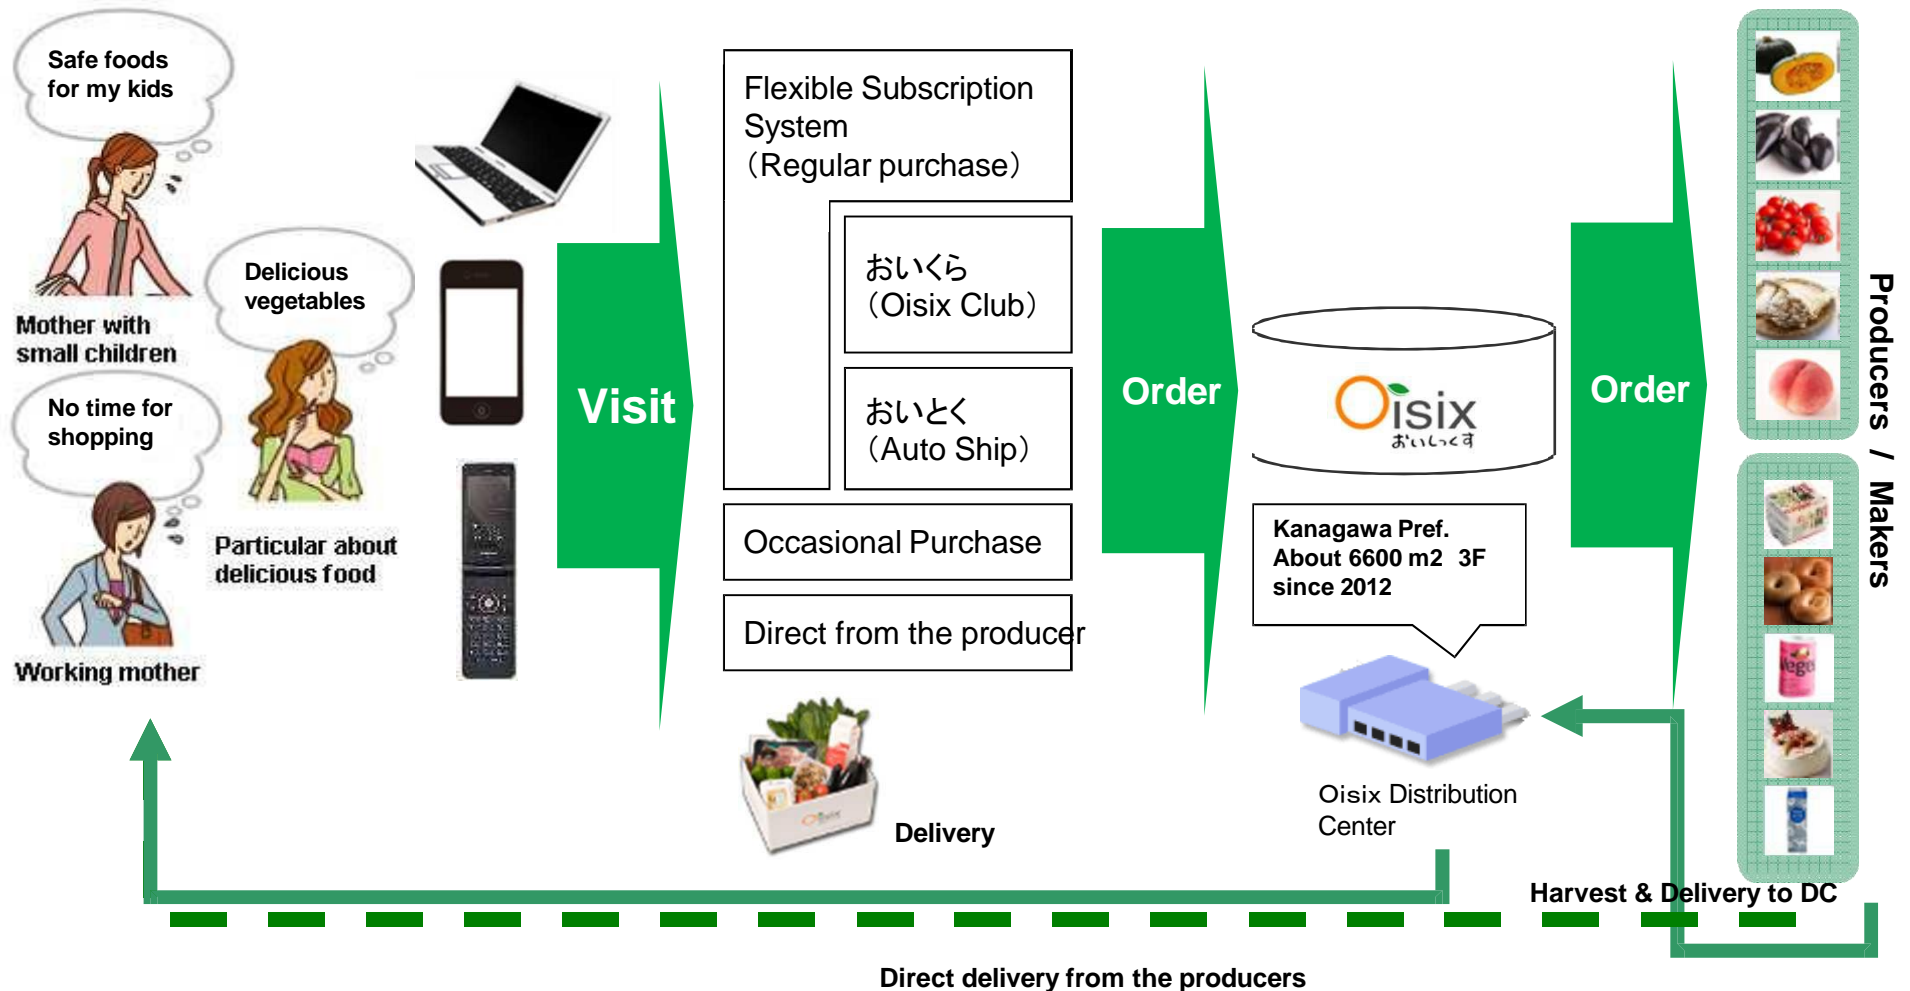 Safe foods
for my kids
Mother with
small children
Delicious
vegetables
Particular about
delicious food
No time for
shopping
Working mother
Visit
Flexible Subscription
System
（Regular purchase）
おいくら
（Oisix Club）
おいとく
（Auto Ship）
Occasional Purchase
Direct from the producer
Order
Oisix
おいしっくす
Kanagawa Pref.
About 6600 m2 3F
since 2012
Oisix Distribution
Center
Order
Producers / Makers
Delivery
Harvest & Delivery to DC
Direct delivery from the producers